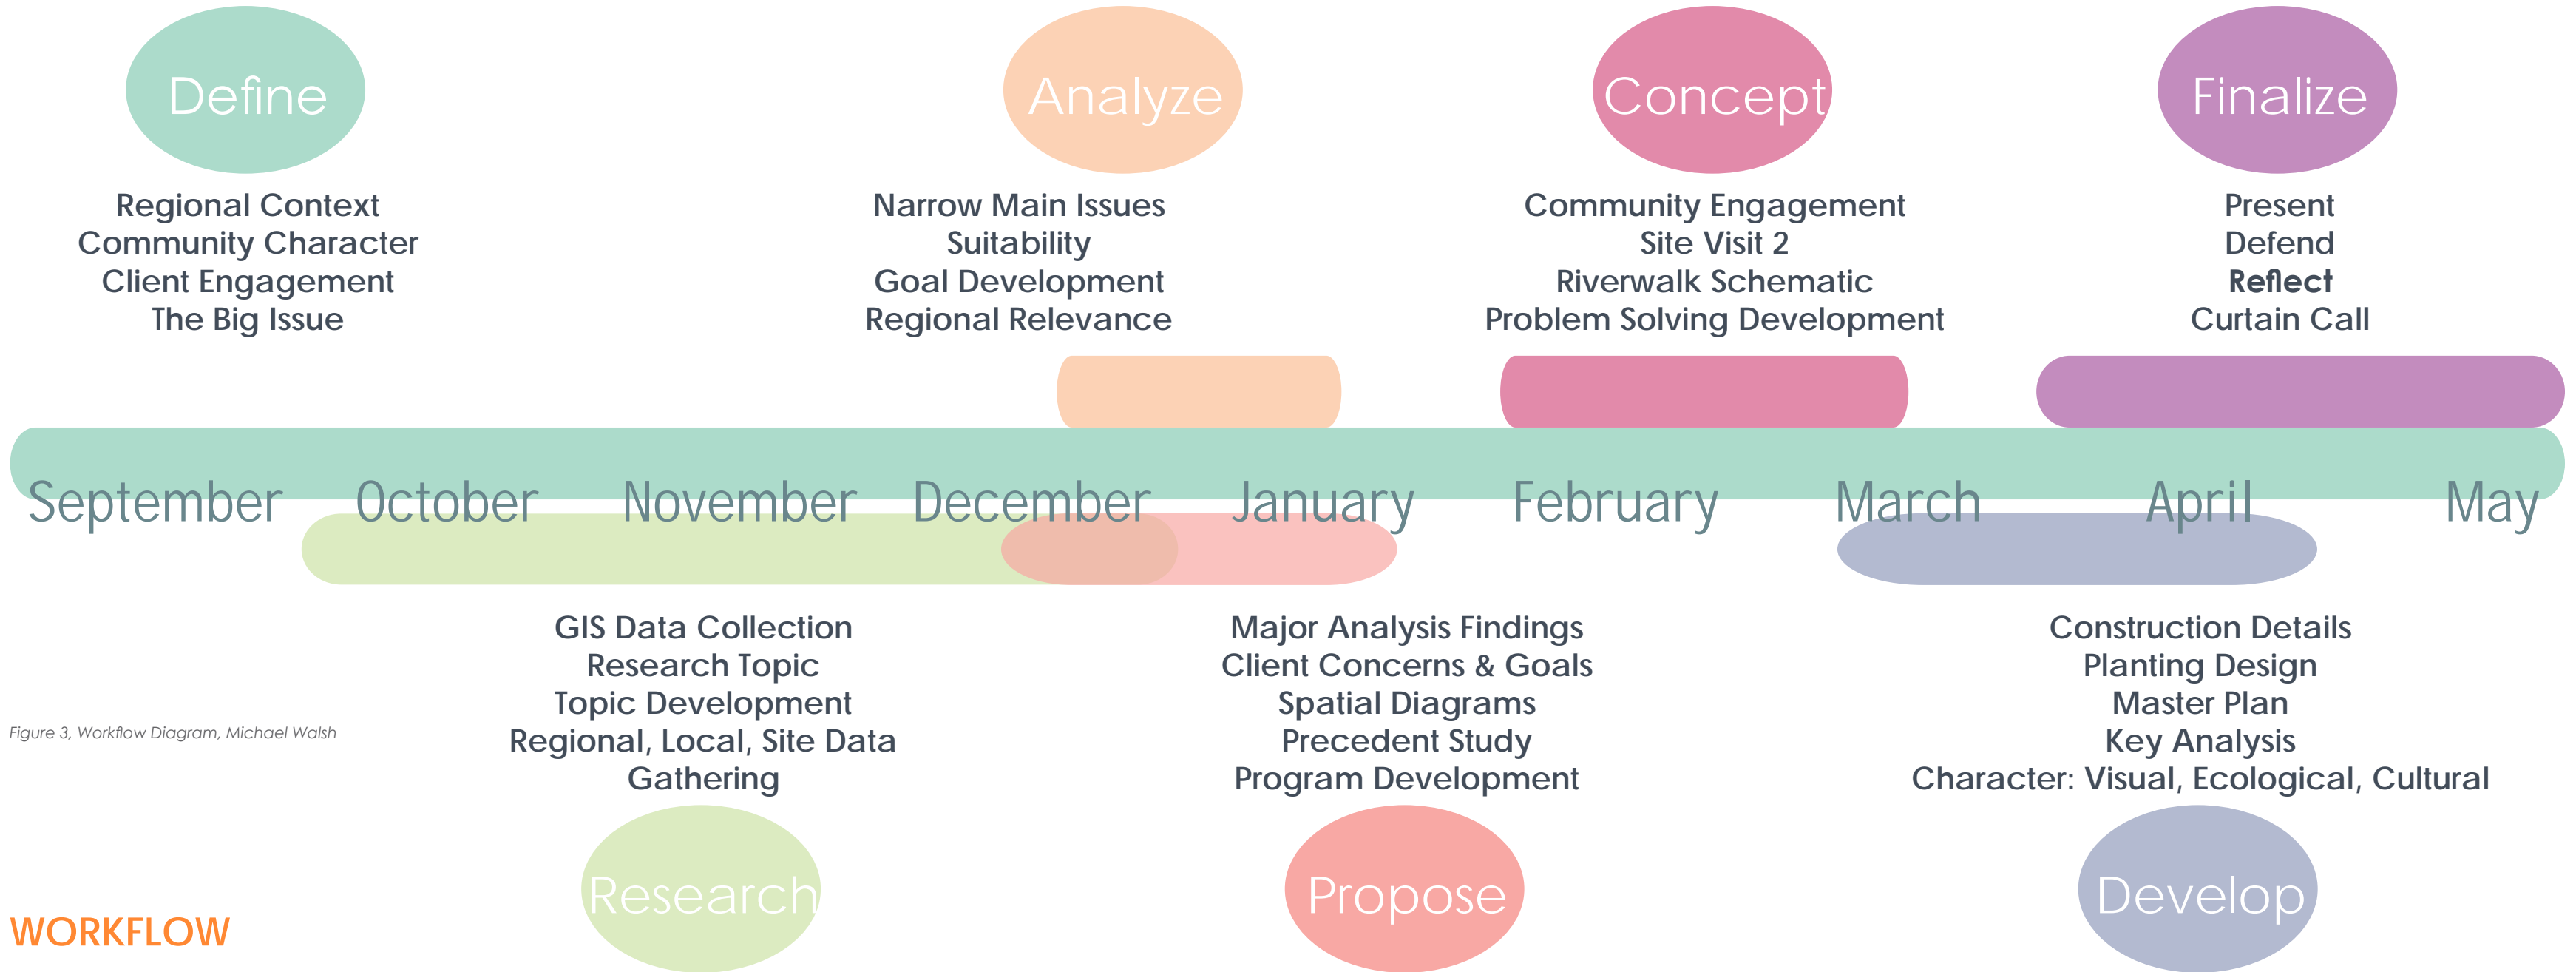 Define
Regional Context
Community Character
Client Engagement
The Big Issue
Analyze
Narrow Main Issues
Suitability
Goal Development
Regional Relevance
Concept
Community Engagement
Site Visit 2
Riverwalk Schematic
Problem Solving Development
Finalize
Present
Defend
Reflect
Curtain Call
September October November December January February March April May
GIS Data Collection
Research Topic
Topic Development
Regional, Local, Site Data
Gathering
Research
Major Analysis Findings
Client Concerns & Goals
Spatial Diagrams
Precedent Study
Program Development
Propose
Construction Details
Planting Design
Master Plan
Key Analysis
Character: Visual, Ecological, Cultural
Develop
Figure 3, Workflow Diagram, Michael Walsh
WORKFLOW